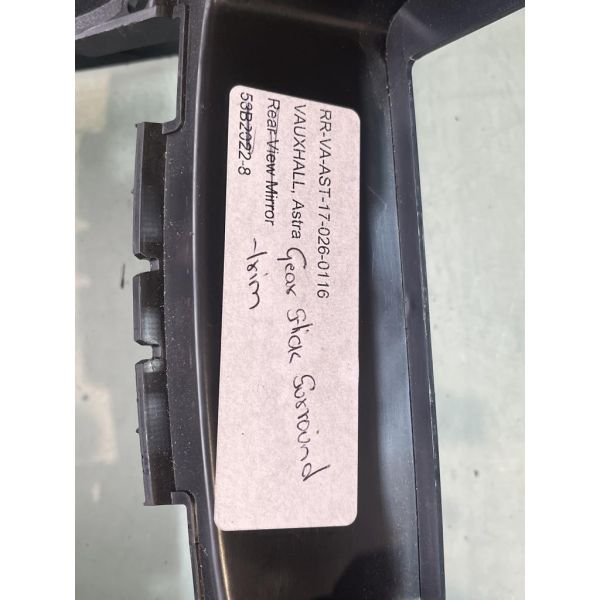 RR-VA-AST-17-026-0116
VAUXHALL, Astra
Rear View Mirror
53B2022-8
Gear Stick Surround
-Trim